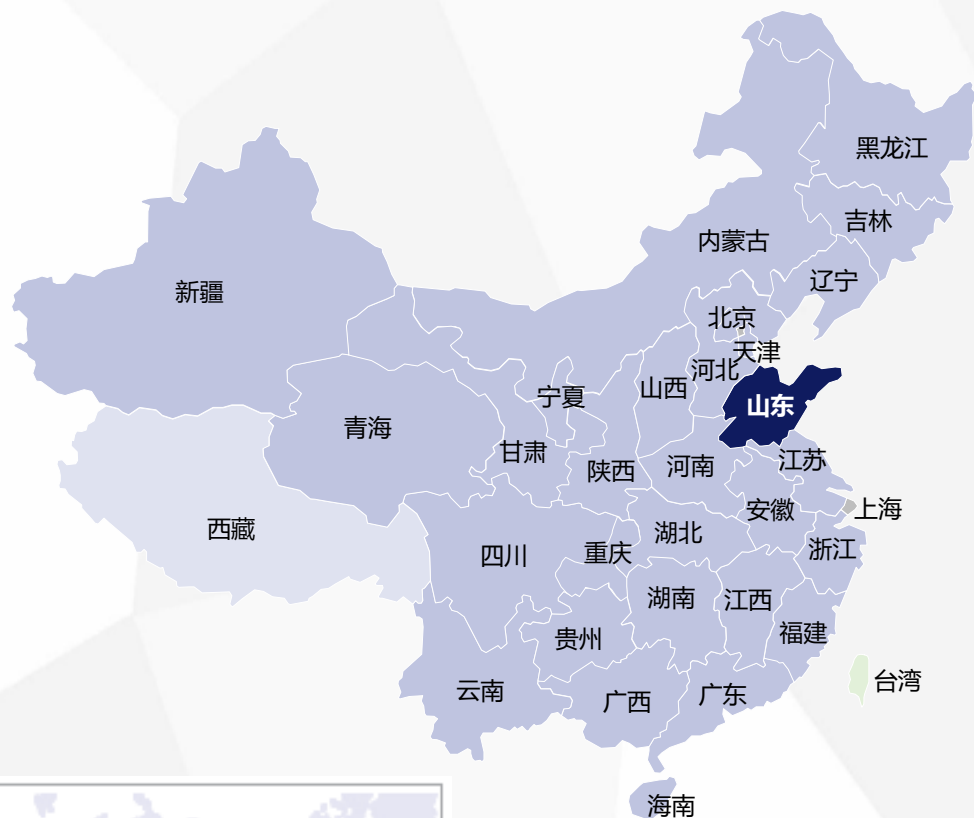 黑龙江
吉林
内蒙古
辽宁
新疆
北京
天津
河北
山西
宁夏
山东
青海
甘肃
江苏
河南
陕西
上海
安徽
西藏
湖北
浙江
四川
重庆
湖南
江西
福建
贵州
台湾
云南
广东
广西
海南